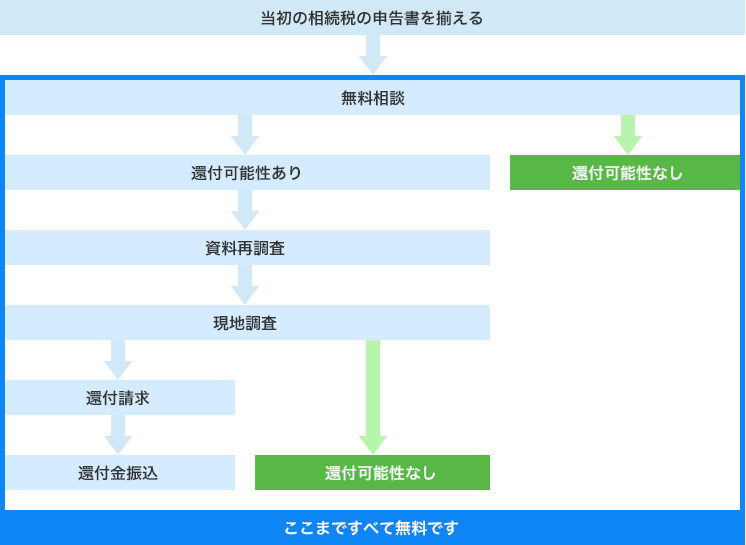 当初の相続税の申告書を揃える
無料相談
還付可能性あり
還付可能性なし
資料再調査
現地調査
還付請求
還付金振込
還付可能性なし
ここまですべて無料です